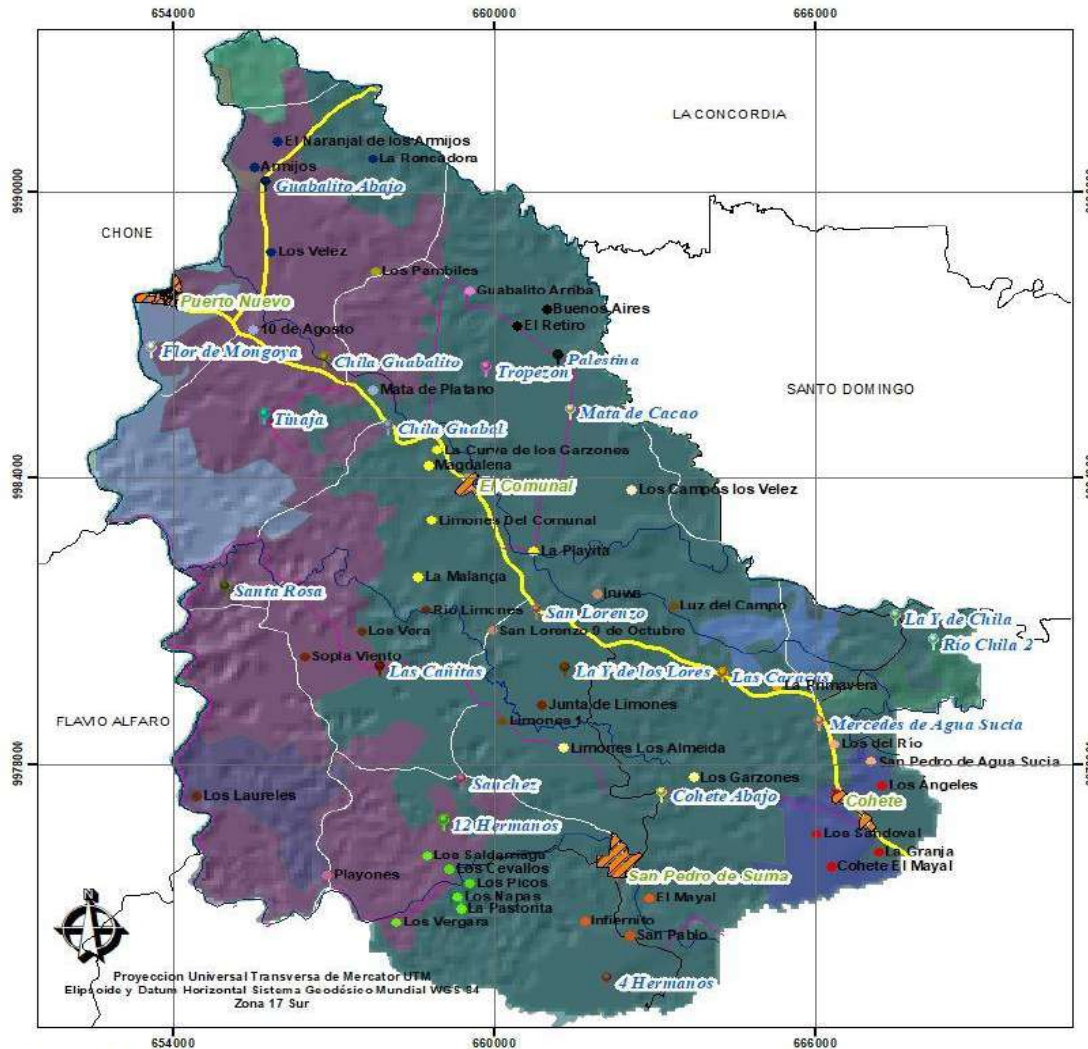 654000 660000 666000
LA CONCORDIA
El Naranjal de los Armijos
La Roncadora
Armijos
Guabalito Abajo
9990000
CHONE
Los Velez
Los Pambiles
Guabalito Arriba
Puerto Nuevo
Buenos Aires
10 de Agosto
El Retiro
Flor de Mongoya
Chila Guabalito
Palestina
Tropezon
SANTO DOMINGO
Mata de Platano
Mata de Cacao
Tinaja
Chila Guabal
La Curva de los Garzones
Magdalena
9984000
El Comunal
Los Campos los Velez
Limones Del Comunal
La Playita
La Malanga
Santa Rosa
Rio Limones
San Lorenzo
Luz del Campo
La Y de Chila
Los Vera
San Lorenzo 9 de Octubre
Río Chila 2
Sopla Viento
Las Cañitas
La Y de los Lores
Las Caracas
La Primavera
Junta de Limones
FLAVIO ALFARO
Limones 1
Mercedes de Agua Sucia
Limones Los Almeida
Los del Río
San Pedro de Agua Sucia
9978000
Sanchez
Los Garzones
Los Ángeles
Los Laureles
Cohete Abajo
Cohete
12 Hermanos
Los Sandoval
Los Saldarriaga
La Granja
Los Cevallos
Cohete El Mayal
Playones
San Pedro de Suma
Los Picos
Los Napas
El Mayal
La Pastorita
Los Vergara
Infiernito
San Pablo
N
4 Hermanos
Proyeccion Universal Transversa de Mercator UTM
Elipsoide y Datum Horizontal Sistema Geodésico Mundial WGS 84
Zona 17 Sur
654000 660000 666000